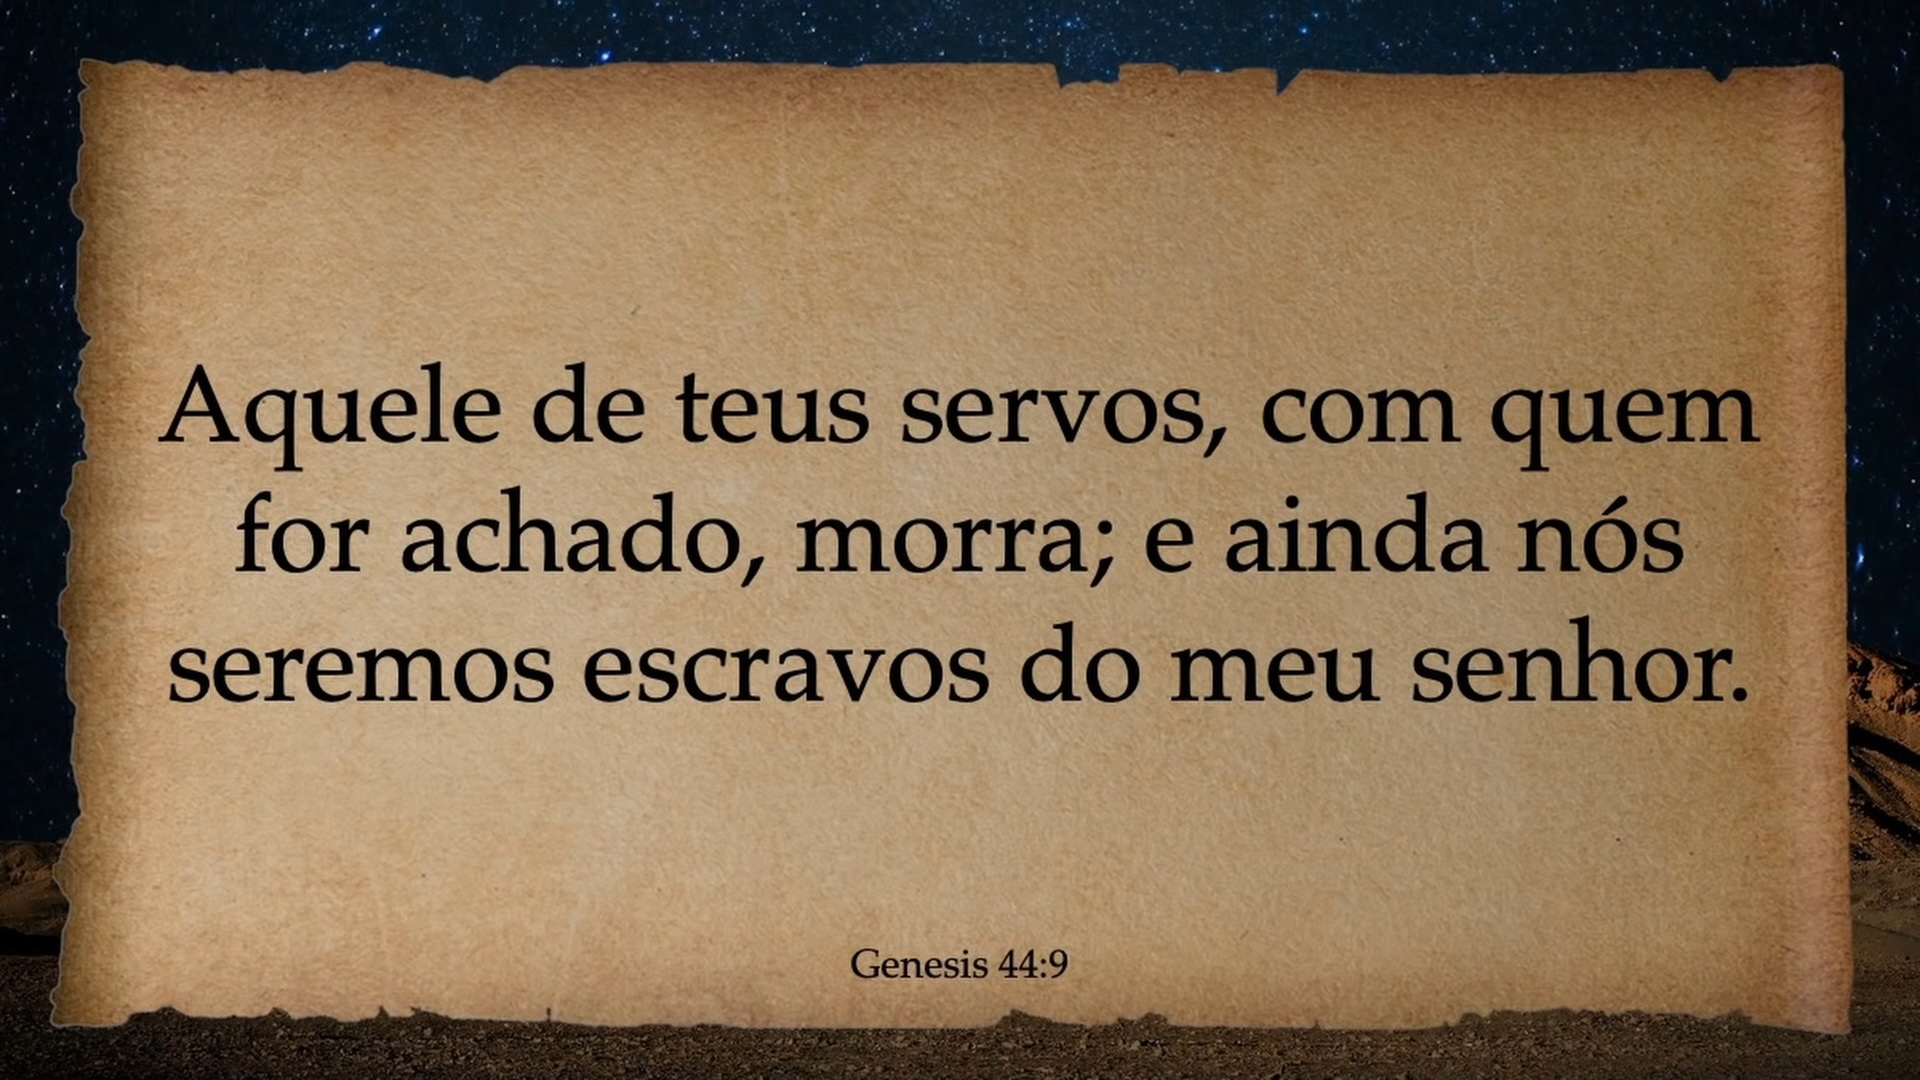 Aquele de teus servos, com quem
for achado, morra; e ainda nós
seremos escravos do meu senhor.
Genesis 44:9